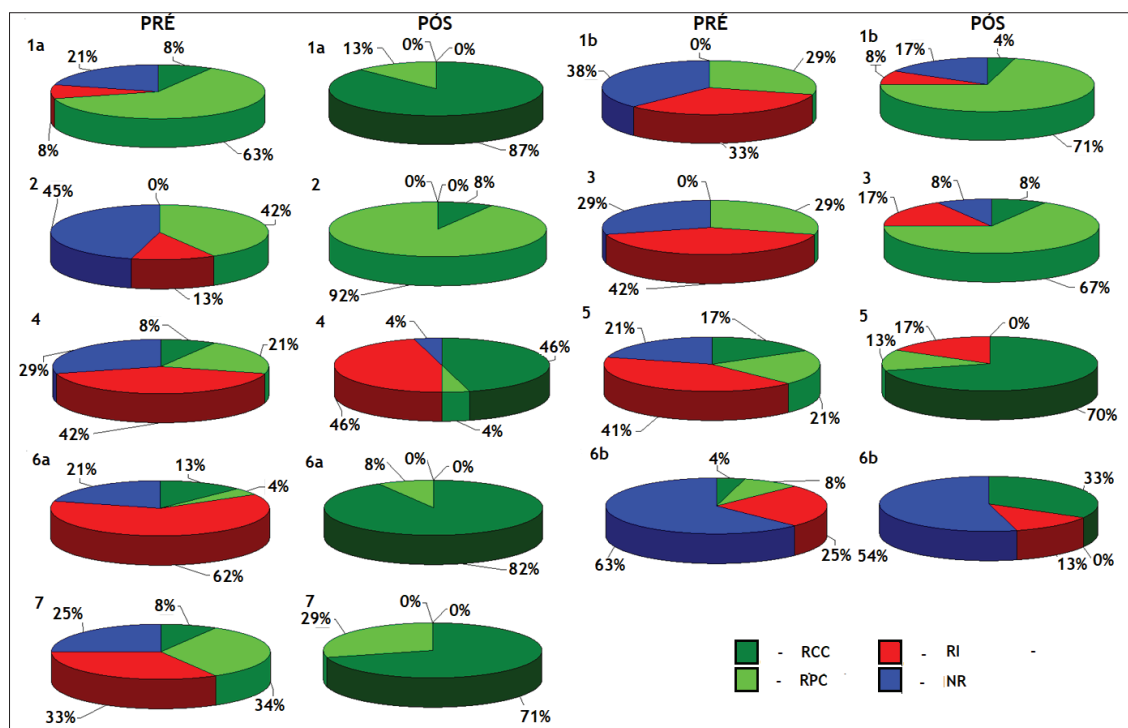 PRÉ PÓS PRÉ PÓS
1a 21% 8% 8% 63%
1a 13% 0% 0% 87%
1b 38% 0% 29% 33%
1b 8% 17% 4% 71%
2 45% 0% 42% 13%
2 0% 0% 8% 92%
3 29% 0% 29% 42%
3 17% 8% 8% 67%
4 29% 8% 21% 42%
4 4% 46% 46% 4%
5 21% 17% 41% 21%
5 13% 17% 0% 70%
6a 21% 13% 4% 62%
6a 8% 0% 0% 82%
6b 4% 8% 63% 25%
6b 33% 54% 13% 0%
7 25% 8% 33% 34%
7 29% 0% 0% 71%
- RCC - RI -
- RPC - NR